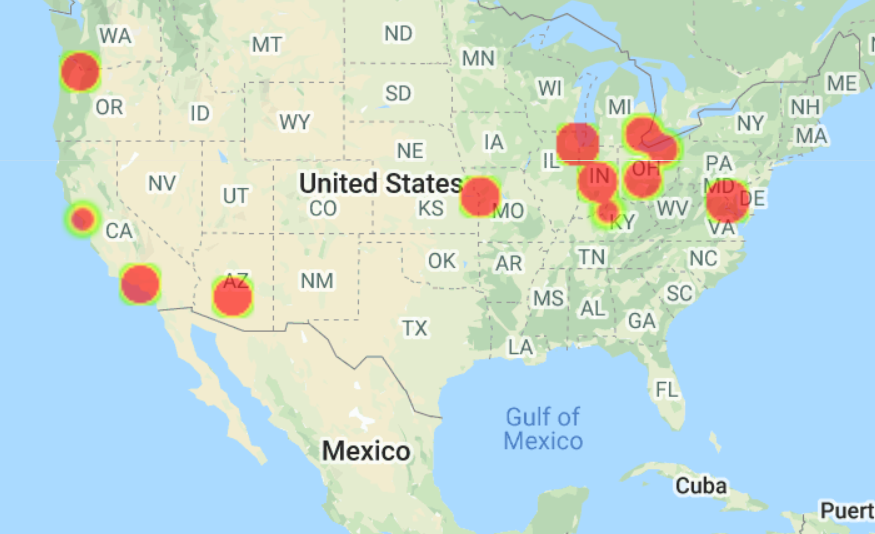 WA
MT
ND
MN
OR
ID
SD
WI
MI
ME
WY
NH
NY
MA
IA
NE
IL
IN
OH
PA
NV
UT
United States
CO
KS
MO
MD
DE
WV
KY
VA
CA
OK
AR
TN
NC
AZ
NM
MS
AL
SC
GA
TX
LA
FL
Gulf of
Mexico
Mexico
Cuba
Puert